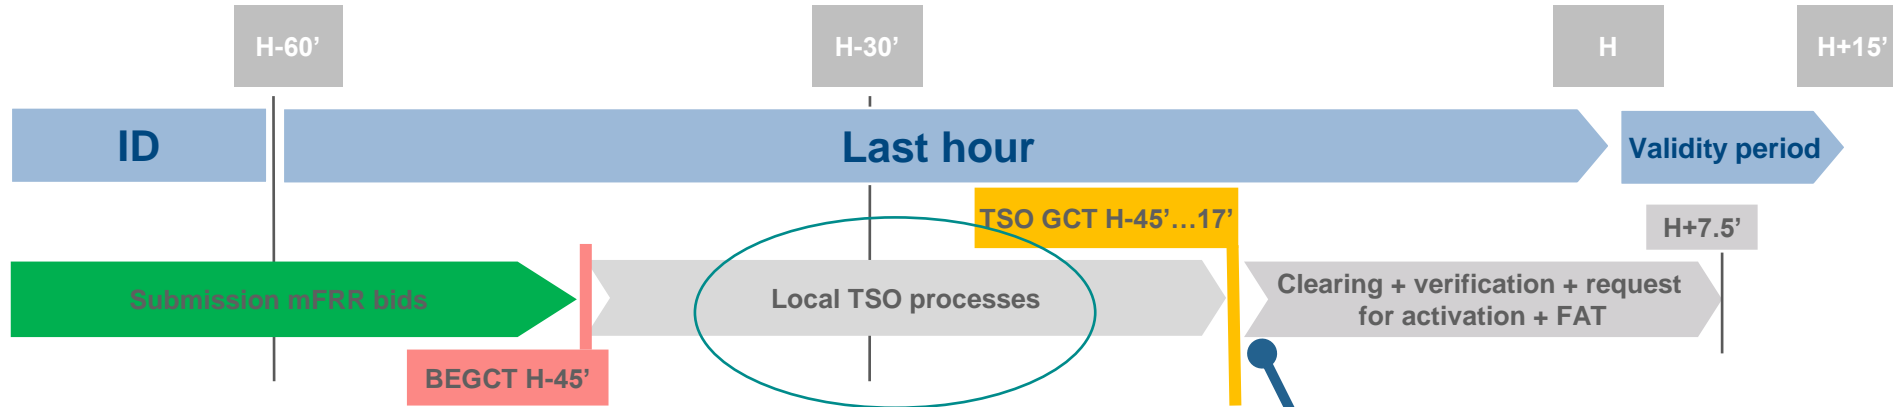 H-60’
H-30’
H
H+15’
ID
Last hour
Validity period
TSO GCT H-45’…17’
H+7.5’
Submission mFRR bids
Local TSO processes
Clearing + verification + request
for activation + FAT
BEGCT H-45’